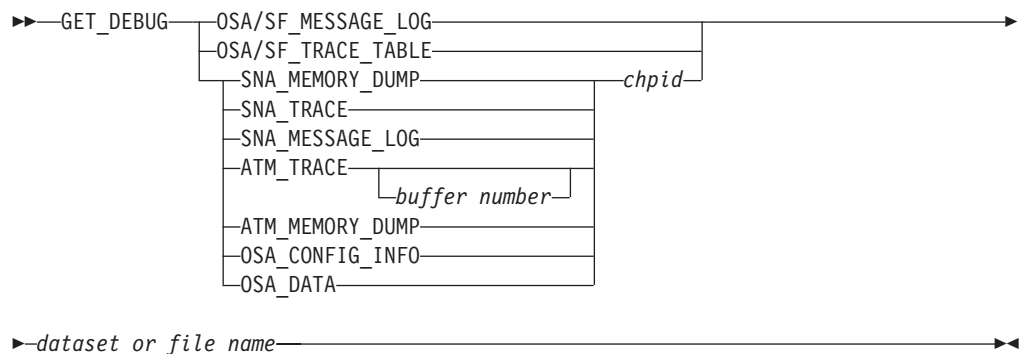 GET_DEBUG OSA/SF_MESSAGE_LOG
OSA/SF_TRACE_TABLE
SNA_MEMORY_DUMP chpid
SNA_TRACE
SNA_MESSAGE_LOG
ATM_TRACE
buffer number
ATM_MEMORY_DUMP
OSA_CONFIG_INFO
OSA_DATA
dataset or file name